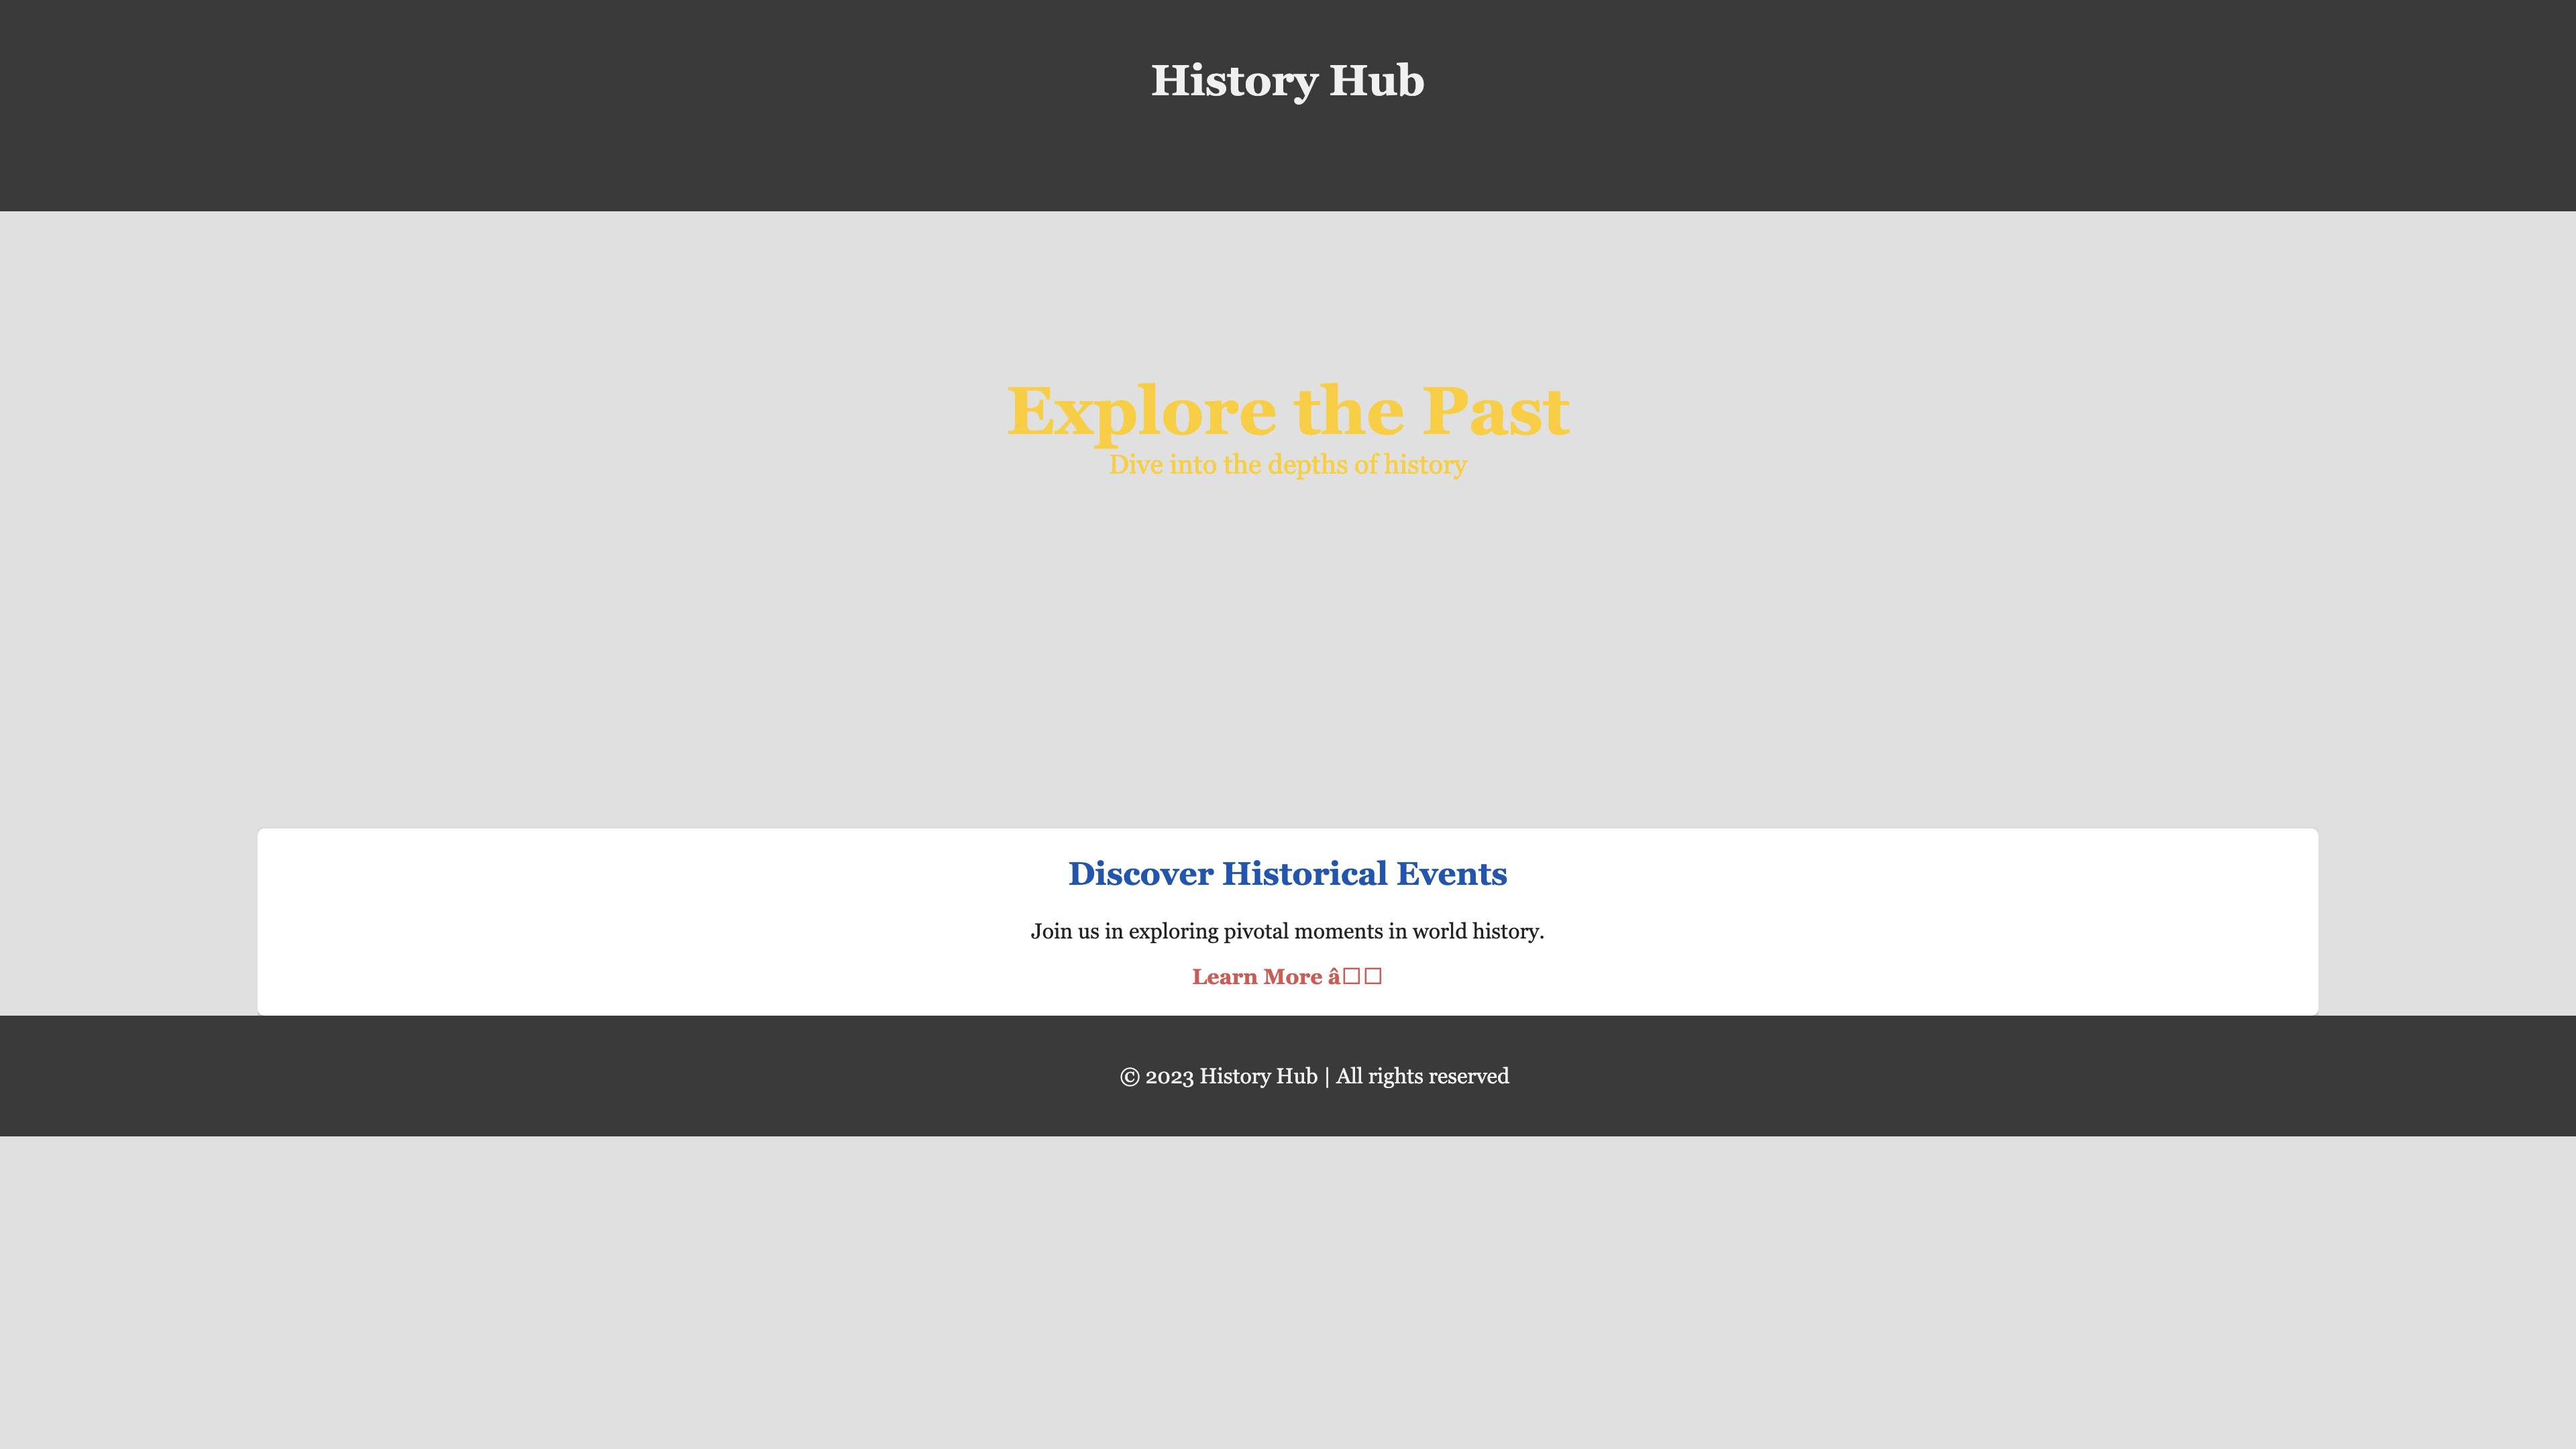 History Hub
Explore the Past
Dive into the depths of history
Discover Historical Events
Join us in exploring pivotal moments in world history.
Learn More â□□
© 2023 History Hub | All rights reserved